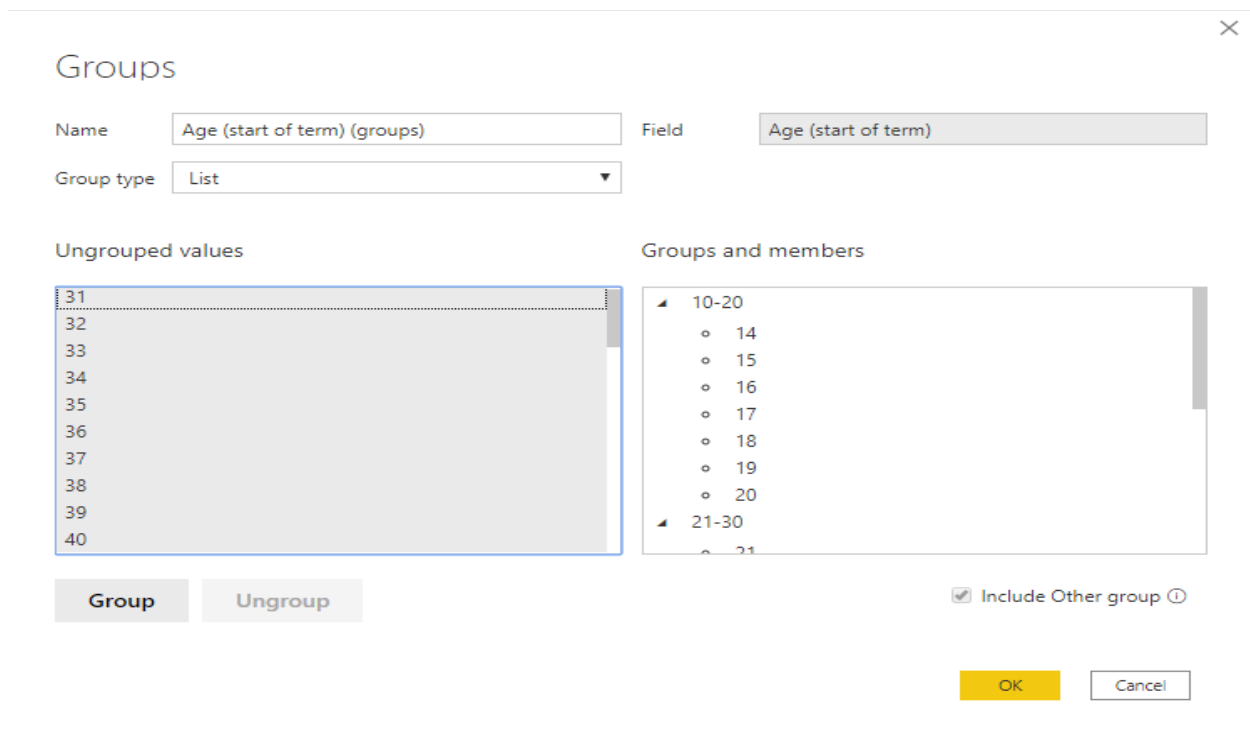 Groups
Name Age (start of term) (groups) Field Age (start of term)
Group type List
Ungrouped values
31
32
33
34
35
36
37
38
39
40
Groups and members
10-20
14
15
16
17
18
19
20
21-30
21
Group Ungroup
Include Other group
OK Cancel